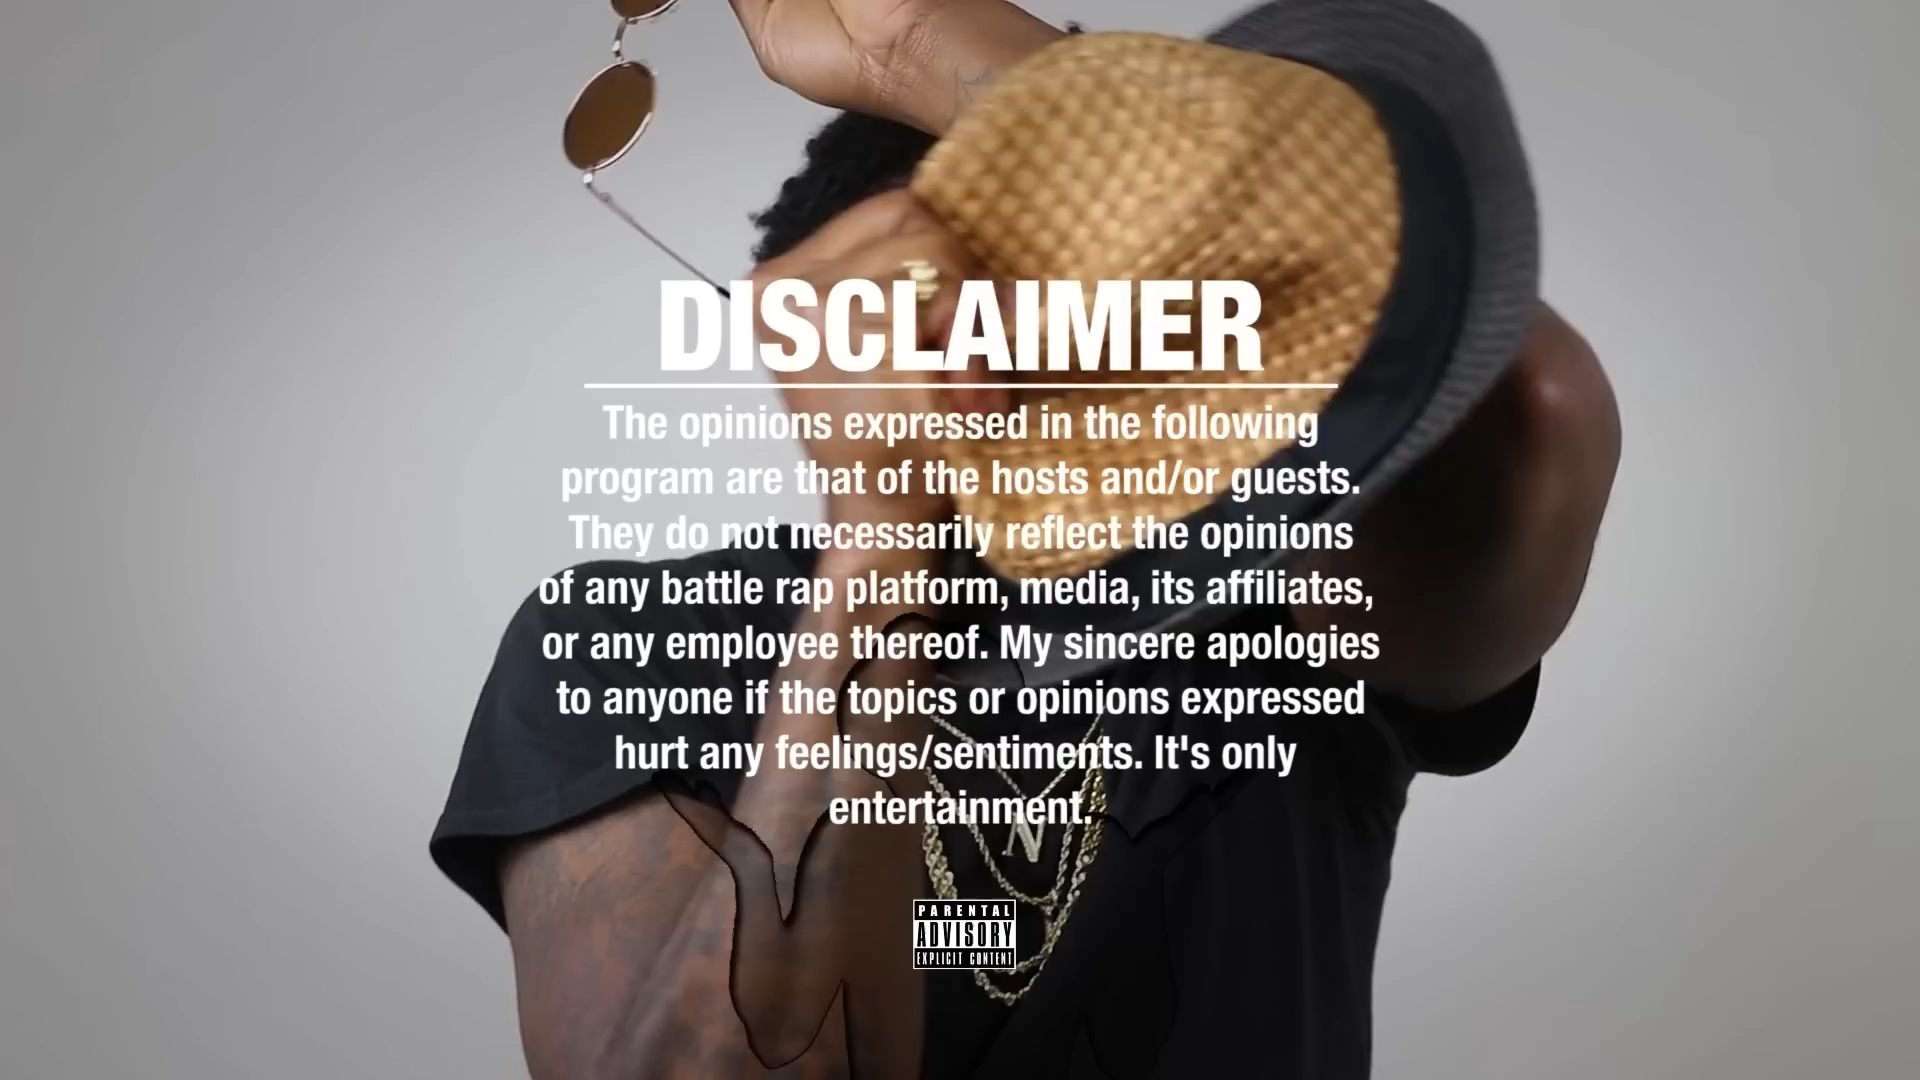 DISCLAIMER
The opinions expressed in the following
program are that of the hosts and/or guests.
They do not necessarily reflect the opinions
of any battle rap platform, media, its affiliates,
or any employee thereof. My sincere apologies
to anyone if the topics or opinions expressed
hurt any feelings/sentiments. It's only
entertainment.
N
PARENTAL
ADVISORY
EXPLICIT CONTENT